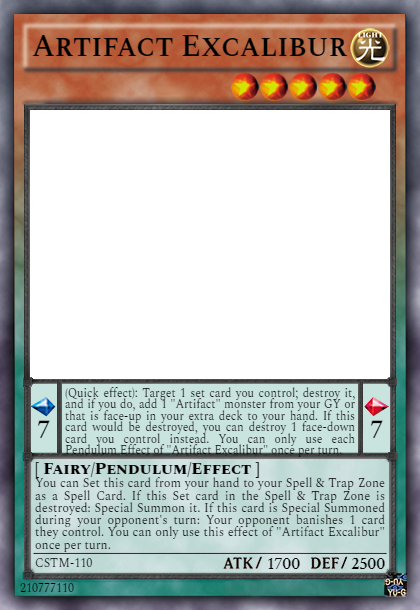 ARTIFACT EXCALIBUR
LIGHT
光
(Quick effect): Target 1 set card you control; destroy it,
and if you do, add 1 "Artifact" monster from your GY or
that is face-up in your extra deck to your hand. If this
card would be destroyed, you can destroy 1 face-down
card you control instead. You can only use each
Pendulum Effect of "Artifact Excalibur" once per turn.
7
7
[ FAIRY/PENDULUM/EFFECT ]
You can Set this card from your hand to your Spell & Trap Zone
as a Spell Card. If this Set card in the Spell & Trap Zone is
destroyed: Special Summon it. If this card is Special Summoned
during your opponent's turn: Your opponent banishes 1 card
they control. You can only use this effect of "Artifact Excalibur"
once per turn.
CSTM-110
ATK/ 1700 DEF/ 2500
210777110